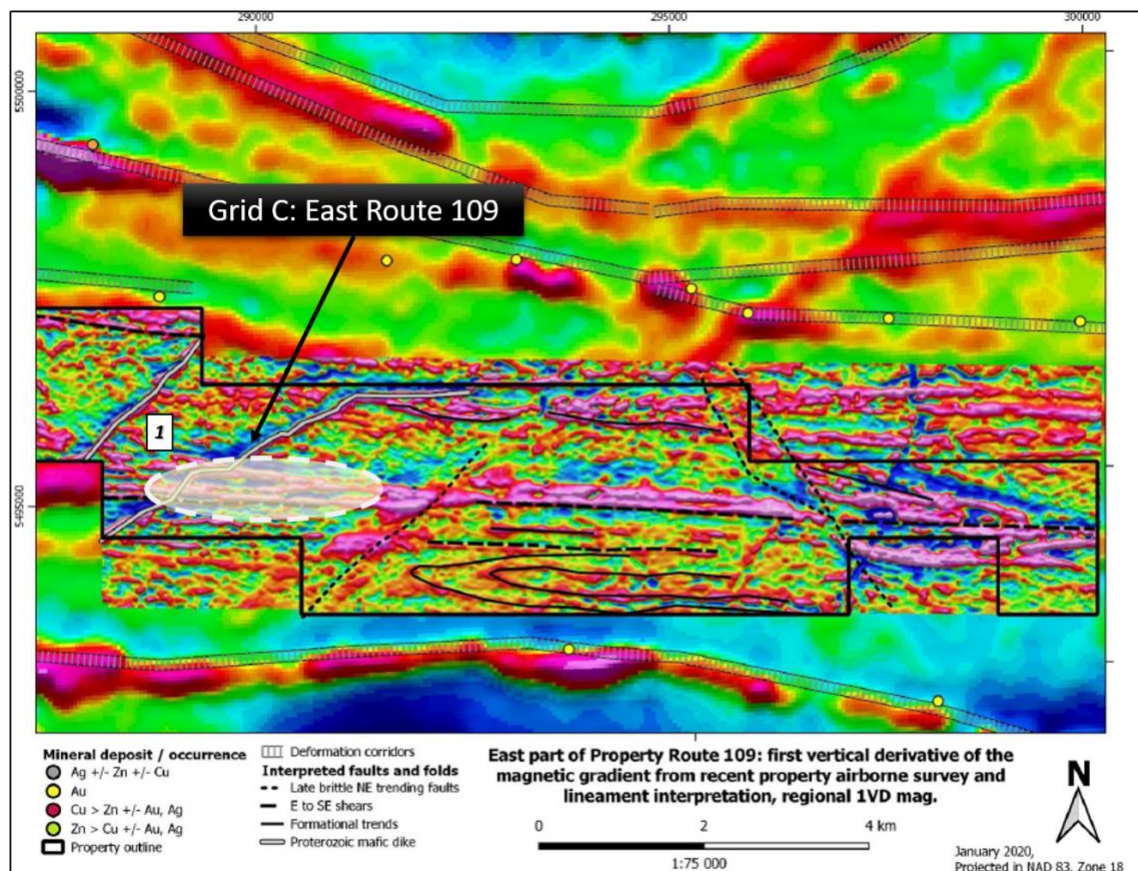 290000 295000 300000
5500000
Grid C: East Route 109
1
5495000
Mineral deposit / occurrence
Ag +/- Zn +/- Cu
Au
Cu > Zn +/- Au, Ag
Zn > Cu +/- Au, Ag
Property outline
Deformation corridors
Interpreted faults and folds
Late brittle NE trending faults
E to SE shears
Formational trends
Proterozoic mafic dike
East part of Property Route 109: first vertical derivative of the
magnetic gradient from recent property airborne survey and
lineament interpretation, regional 1VD mag.
0 2 4 km
1:75 000
N
January 2020,
Projected in NAD 83, Zone 18